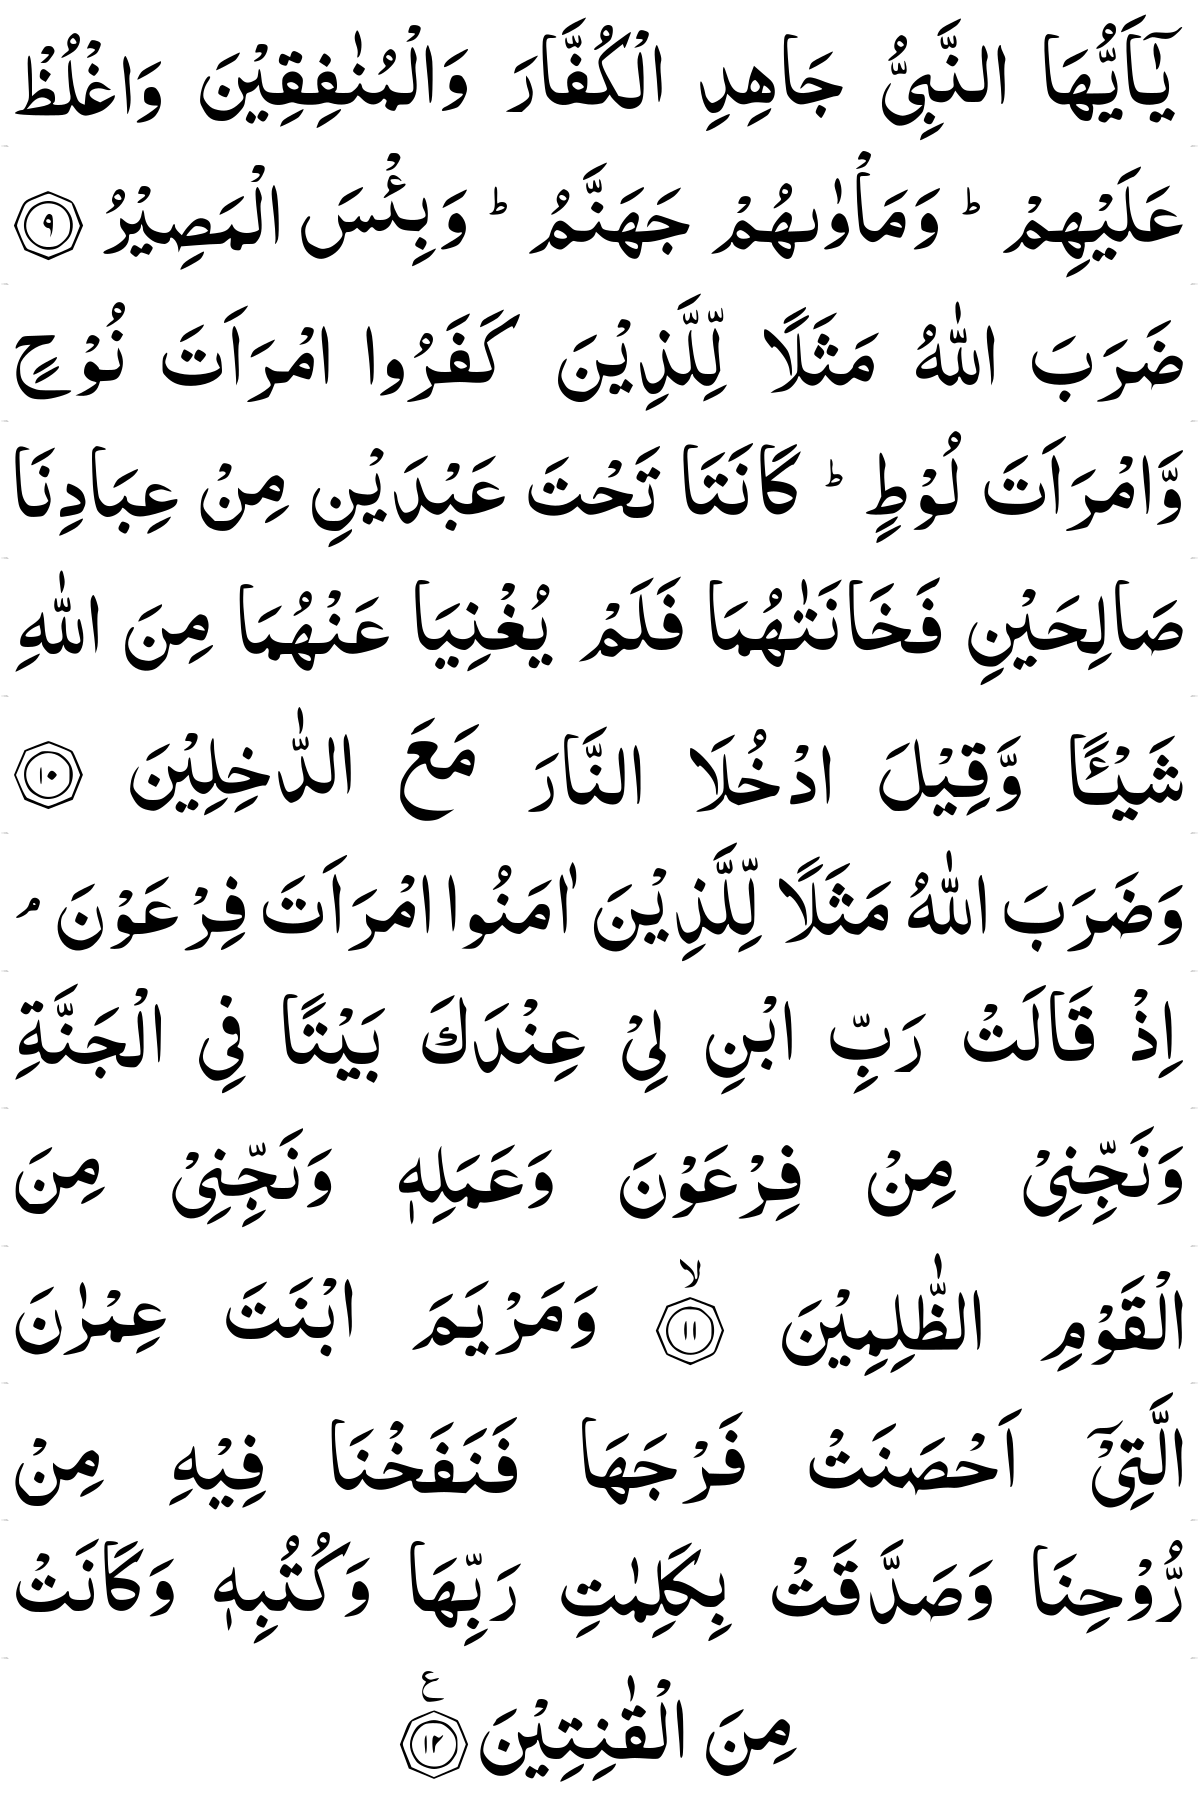 يٰۤاَيُّهَا النَّبِىُّ جَاهِدِ الْكُفَّارَ وَالْمُنٰفِقِيْنَ وَاغْلُظْ
عَلَيْهِمْ‌ؕ وَمَاْوٰٮهُمْ جَهَنَّمُ‌ؕ وَبِئْسَ الْمَصِيْرُ ۹
ضَرَبَ اللّٰهُ مَثَلًا لِّلَّذِيْنَ كَفَرُوا امْرَاَتَ نُوْحٍ
وَّامْرَاَتَ لُوْطٍ‌ؕ كَانَتَا تَحْتَ عَبْدَيْنِ مِنْ عِبَادِنَا
صَالِحَيْنِ فَخَانَتٰهُمَا فَلَمْ يُغْنِيَا عَنْهُمَا مِنَ اللّٰهِ
شَيْـًٔا وَّقِيْلَ ادْخُلَا النَّارَ مَعَ الدّٰخِلِيْنَ ۱۰
وَضَرَبَ اللّٰهُ مَثَلًا لِّلَّذِيْنَ اٰمَنُوا امْرَاَتَ فِرْعَوْنَ‌ۘ
اِذْ قَالَتْ رَبِّ ابْنِ لِىْ عِنْدَكَ بَيْتًا فِى الْجَنَّةِ
وَنَجِّنِىْ مِنْ فِرْعَوْنَ وَعَمَلِهٖ وَنَجِّنِىْ مِنَ
الْقَوْمِ الظّٰلِمِيْنَۙ ۱۱ وَمَرْيَمَ ابْنَتَ عِمْرٰنَ
الَّتِىْۤ اَحْصَنَتْ فَرْجَهَا فَنَفَخْنَا فِيْهِ مِنْ
رُّوْحِنَا وَصَدَّقَتْ بِكَلِمٰتِ رَبِّهَا وَكُتُبِهٖ وَكَانَتْ
مِنَ الْقٰنِتِيْنَ ۱۲ ع